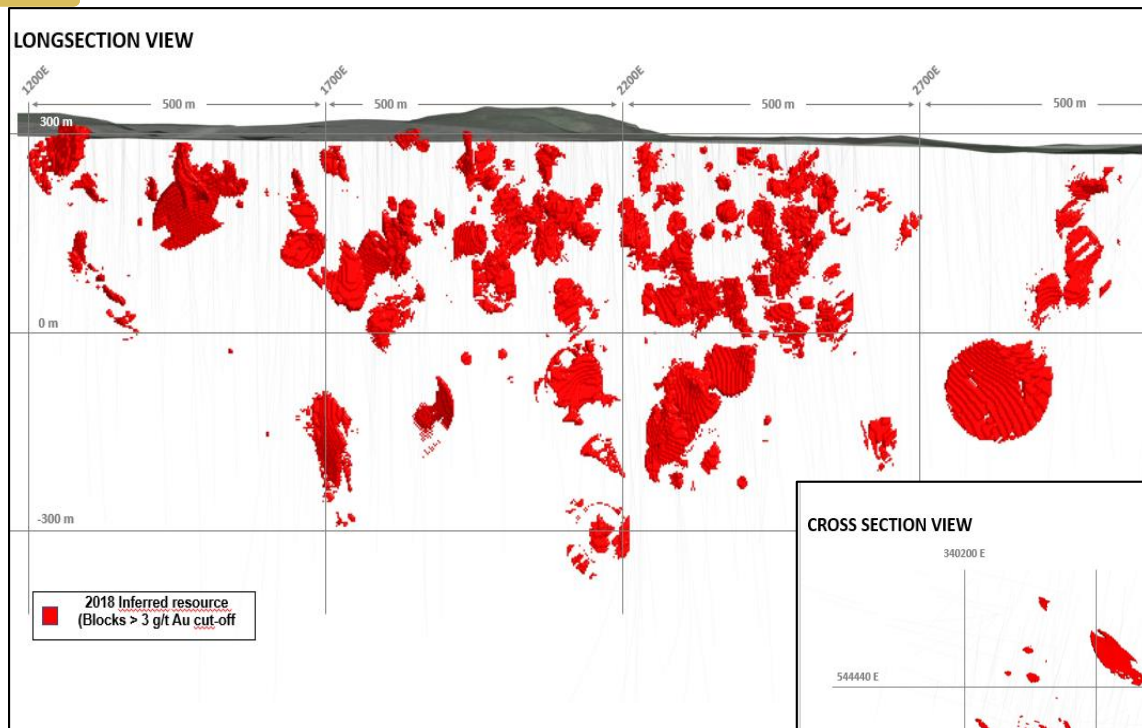 LONGSECTION VIEW
1200E
1700E
2200E
2700E
500 m
500 m
500 m
500 m
300 m
0 m
-300 m
2018 Inferred resource
(Blocks > 3 g/t Au cut-off
CROSS SECTION VIEW
340200 E
544440 E